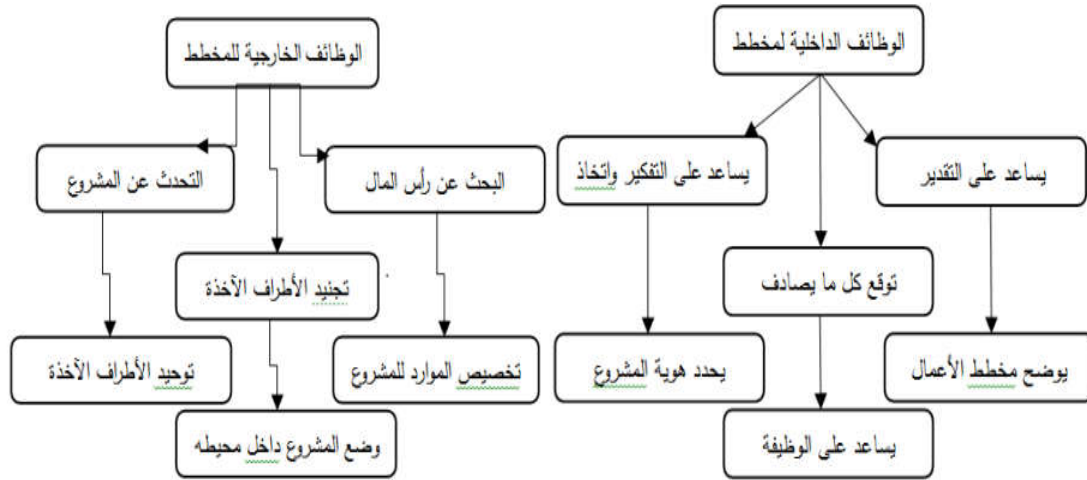 الوظائف الداخلية لمخطط
الوظائف الخارجية للمخطط
يساعد على التقدير
يساعد على التفكير واتخاذ
البحث عن رأس المال
التحدث عن المشروع
توقع كل ما يصادف
تجنيد الأطراف الآخذة
يوضح مخطط الأعمال
يحدد هوية المشروع
تخصيص الموارد للمشروع
توحيد الأطراف الآخذة
يساعد على الوظيفة
وضع المشروع داخل محيطه